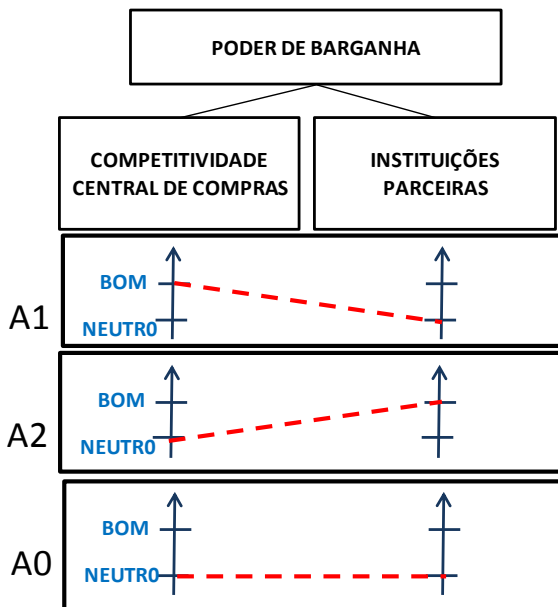 PODER DE BARGANHA
COMPETITIVIDADE
CENTRAL DE COMPRAS
INSTITUIÇÕES
PARCEIRAS
A1
BOM
NEUTR0
A2
BOM
NEUTR0
A0
BOM
NEUTR0